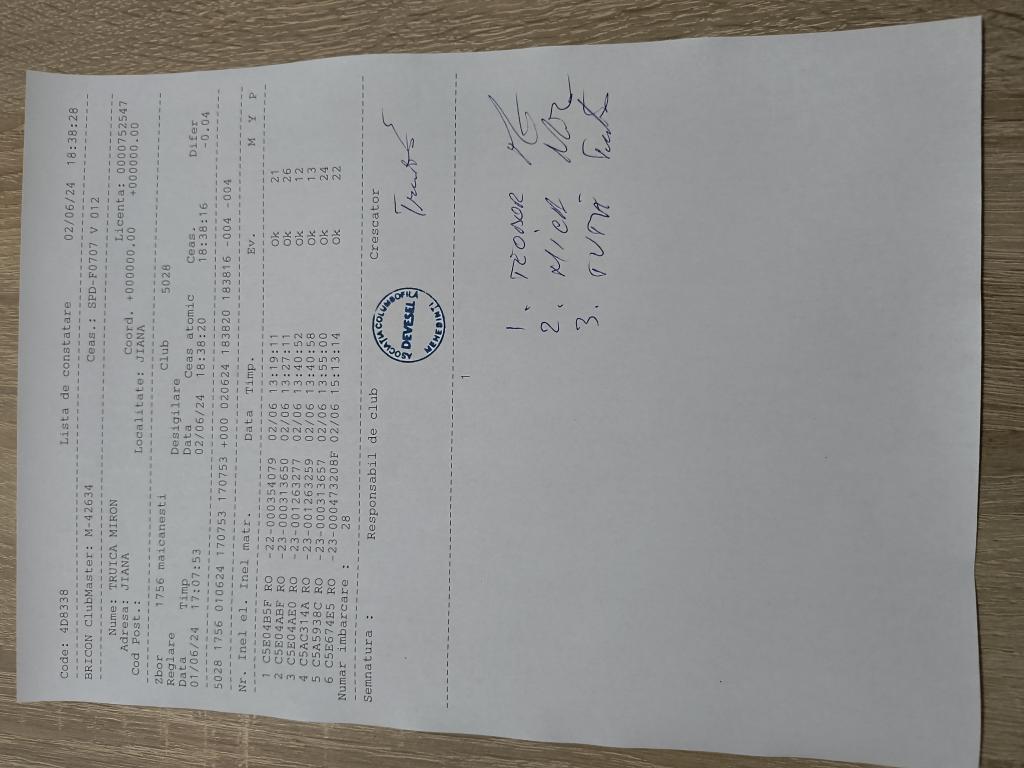 Code: 4D8338 Lista de constatare 02/06/24 18:38:28
BRICON ClubMaster: M-42634 Ceas.: SPD-F0707 V 012
Nume: TRUICA MIRON Licenta: 0000752547
Adresa: JIANA Coord. +000000.00 +000000.00
Cod Post.: Localitate: JIANA
Zbor 1756 maicanesti Club 5028
Reglare Desigilare
Data Timp Data Ceas atomic Ceas. Difer
01/06/24 17:07:53 02/06/24 18:38:20 18:38:16 -0.04
5028 1756 010624 170753 170753 +000 020624 183820 183816 -004 -004
Nr. Inel el. Inel matr. Data Timp. Ev. M Y P
1 C5E04B5F RO -22-000354079 02/06 13:19:11 Ok 21
2 C5E04ABF RO -23-000313650 02/06 13:27:11 Ok 26
3 C5E04AE0 RO -23-001263277 02/06 13:40:52 Ok 12
4 C5AC314A RO -23-001263259 02/06 13:40:58 Ok 13
5 C5A5938C RO -23-000313657 02/06 13:55:00 Ok 24
6 C5E674E5 RO -23-000473208F 02/06 15:13:14 Ok 22
Numar imbarcare : 28
Semnatura : Responsabil de club Crescator
ASOCIATIA COLUMBOFILA
DEVESEL
MEHEDINTI
1
1. TEODOR
2. MICA
3. TUTĂ